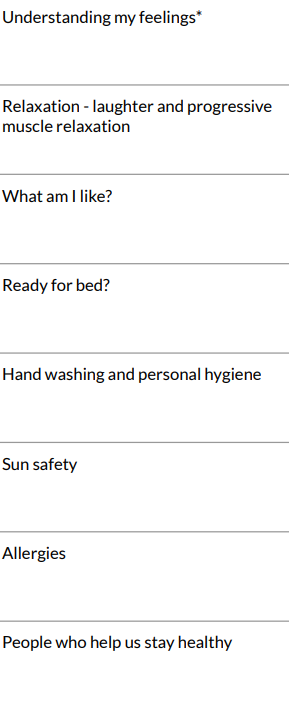 Understanding my feelings*
Relaxation - laughter and progressive
muscle relaxation
What am I like?
Ready for bed?
Hand washing and personal hygiene
Sun safety
Allergies
People who help us stay healthy